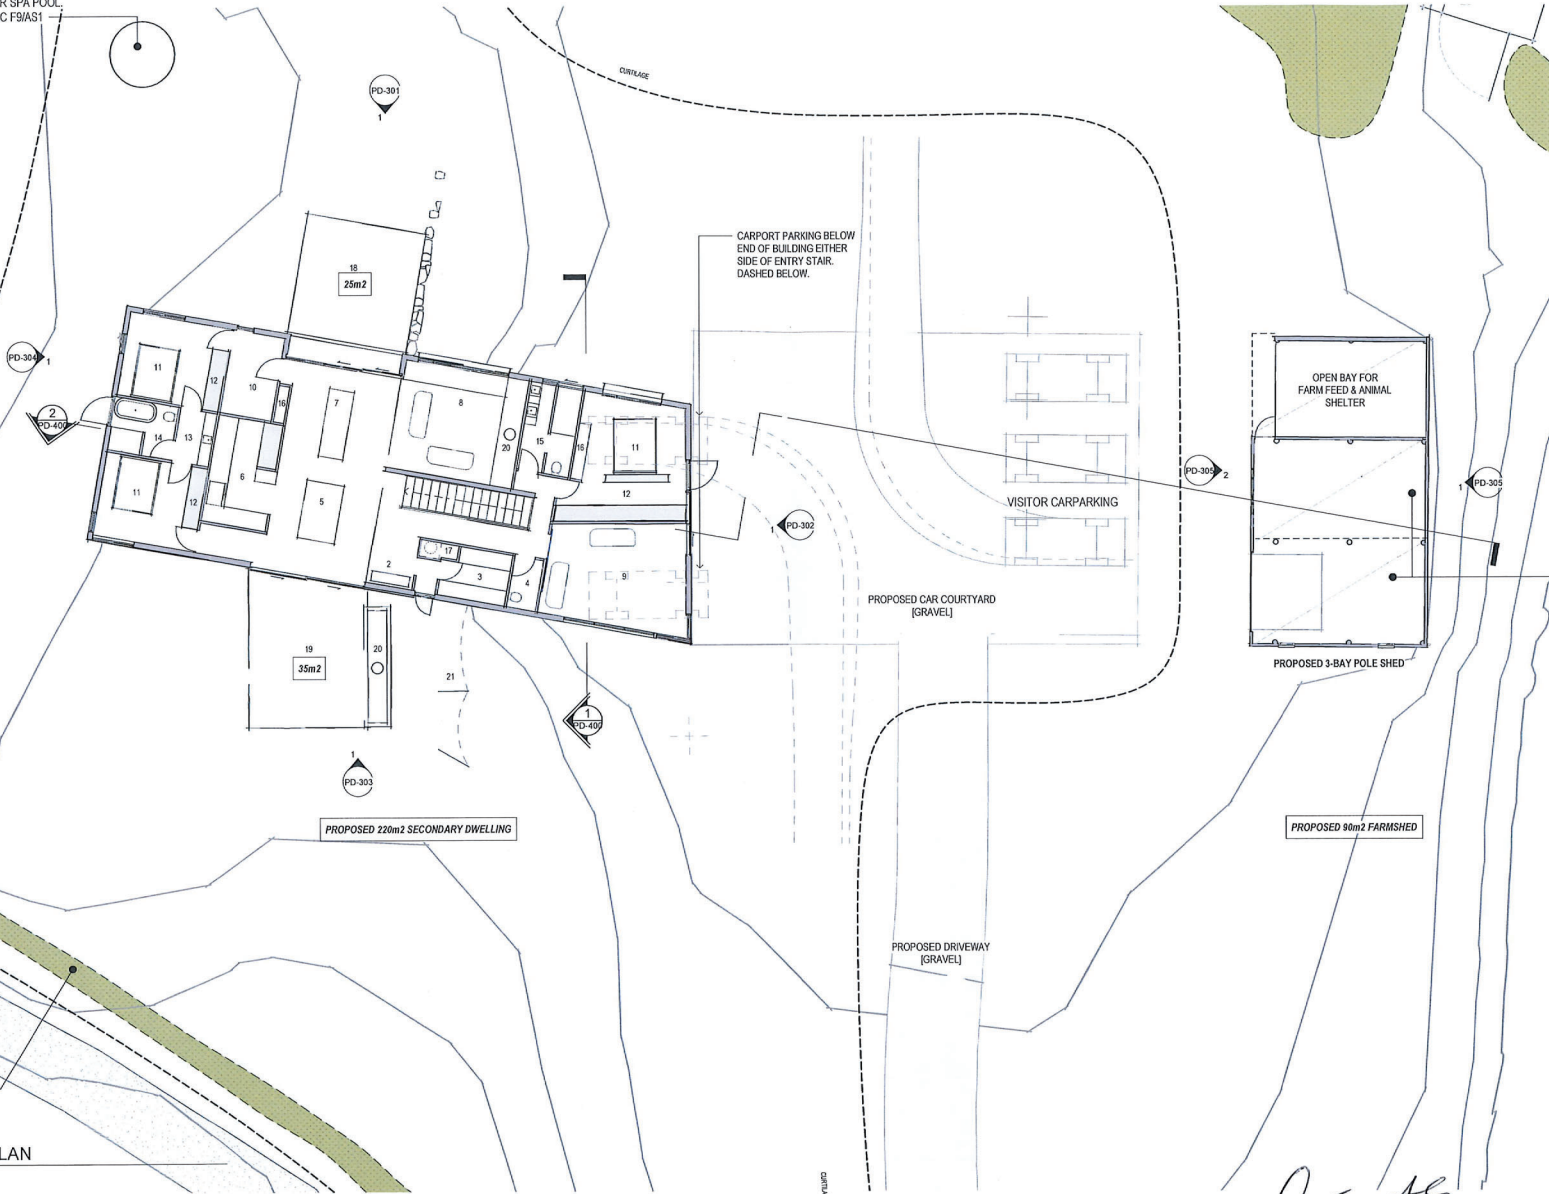 R SPA POOL.
C F9/AS1
CURTILAGE
PD-301
1
CARPORT PARKING BELOW
END OF BUILDING EITHER
SIDE OF ENTRY STAIR.
DASHED BELOW.
18
25m2
PD-304
1
2
PD-400
11
12
10
16
7
8
20
15
16
11
14
13
6
5
12
11
12
17
2
3
4
9
PD-302
1
VISITOR CARPARKING
PROPOSED CAR COURTYARD
[GRAVEL]
OPEN BAY FOR
FARM FEED & ANIMAL
SHELTER
PD-305
2
1
PD-305
PROPOSED 3-BAY POLE SHED
19
35m2
20
21
1
PD-400
1
PD-303
PROPOSED 220m2 SECONDARY DWELLING
PROPOSED 90m2 FARMSHED
PROPOSED DRIVEWAY
[GRAVEL]
LAN
CURTILA